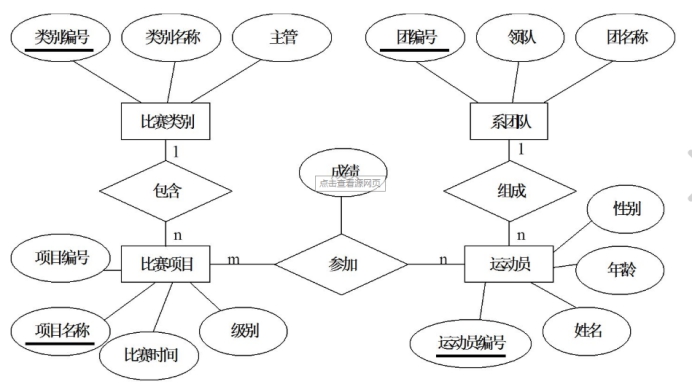 类别编号
类别名称
主管
团编号
领队
团名称
比赛类别
系团队
1
1
成绩
点击查看源网页
包含
组成
性别
n
n
项目编号
比赛项目
m
参加
n
运动员
年龄
项目名称
比赛时间
级别
运动员编号
姓名